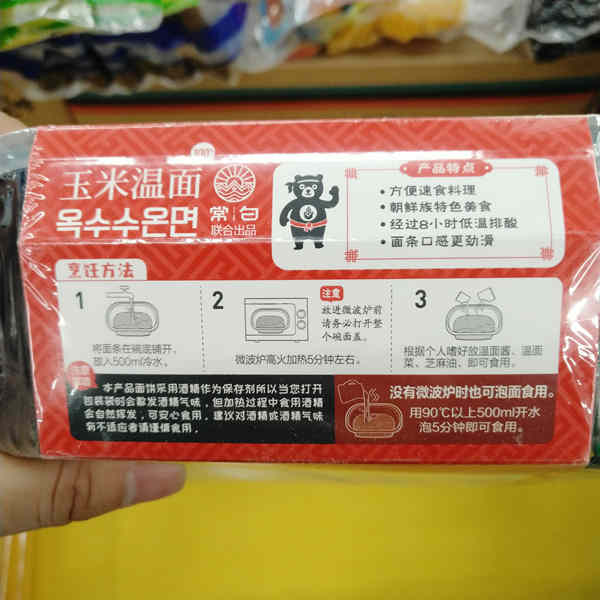 玉米温面
옥수수온면
常白
联合出品
产品特点
• 方便速食料理
• 朝鲜族特色美食
• 经过8小时低温排酸
• 面条口感更劲滑
烹饪方法
1
将面条在碗底铺开,
放入500ml冷水。
2
注意
放进微波炉前
请务必打开整
个碗面盖。
微波炉高火加热5分钟左右。
3
根据个人嗜好放温面酱、温面
菜、芝麻油、即可食用。
注意
本产品面饼采用酒精作为保存剂所以当您打开
包装袋时会散发酒精气味,但加热过程中食用酒精
会自然挥发,可安心食用,建议对酒精或酒精气味
有不适应者请谨慎食用。
没有微波炉时也可泡面食用。
用90℃以上500ml开水
泡5分钟即可食用。